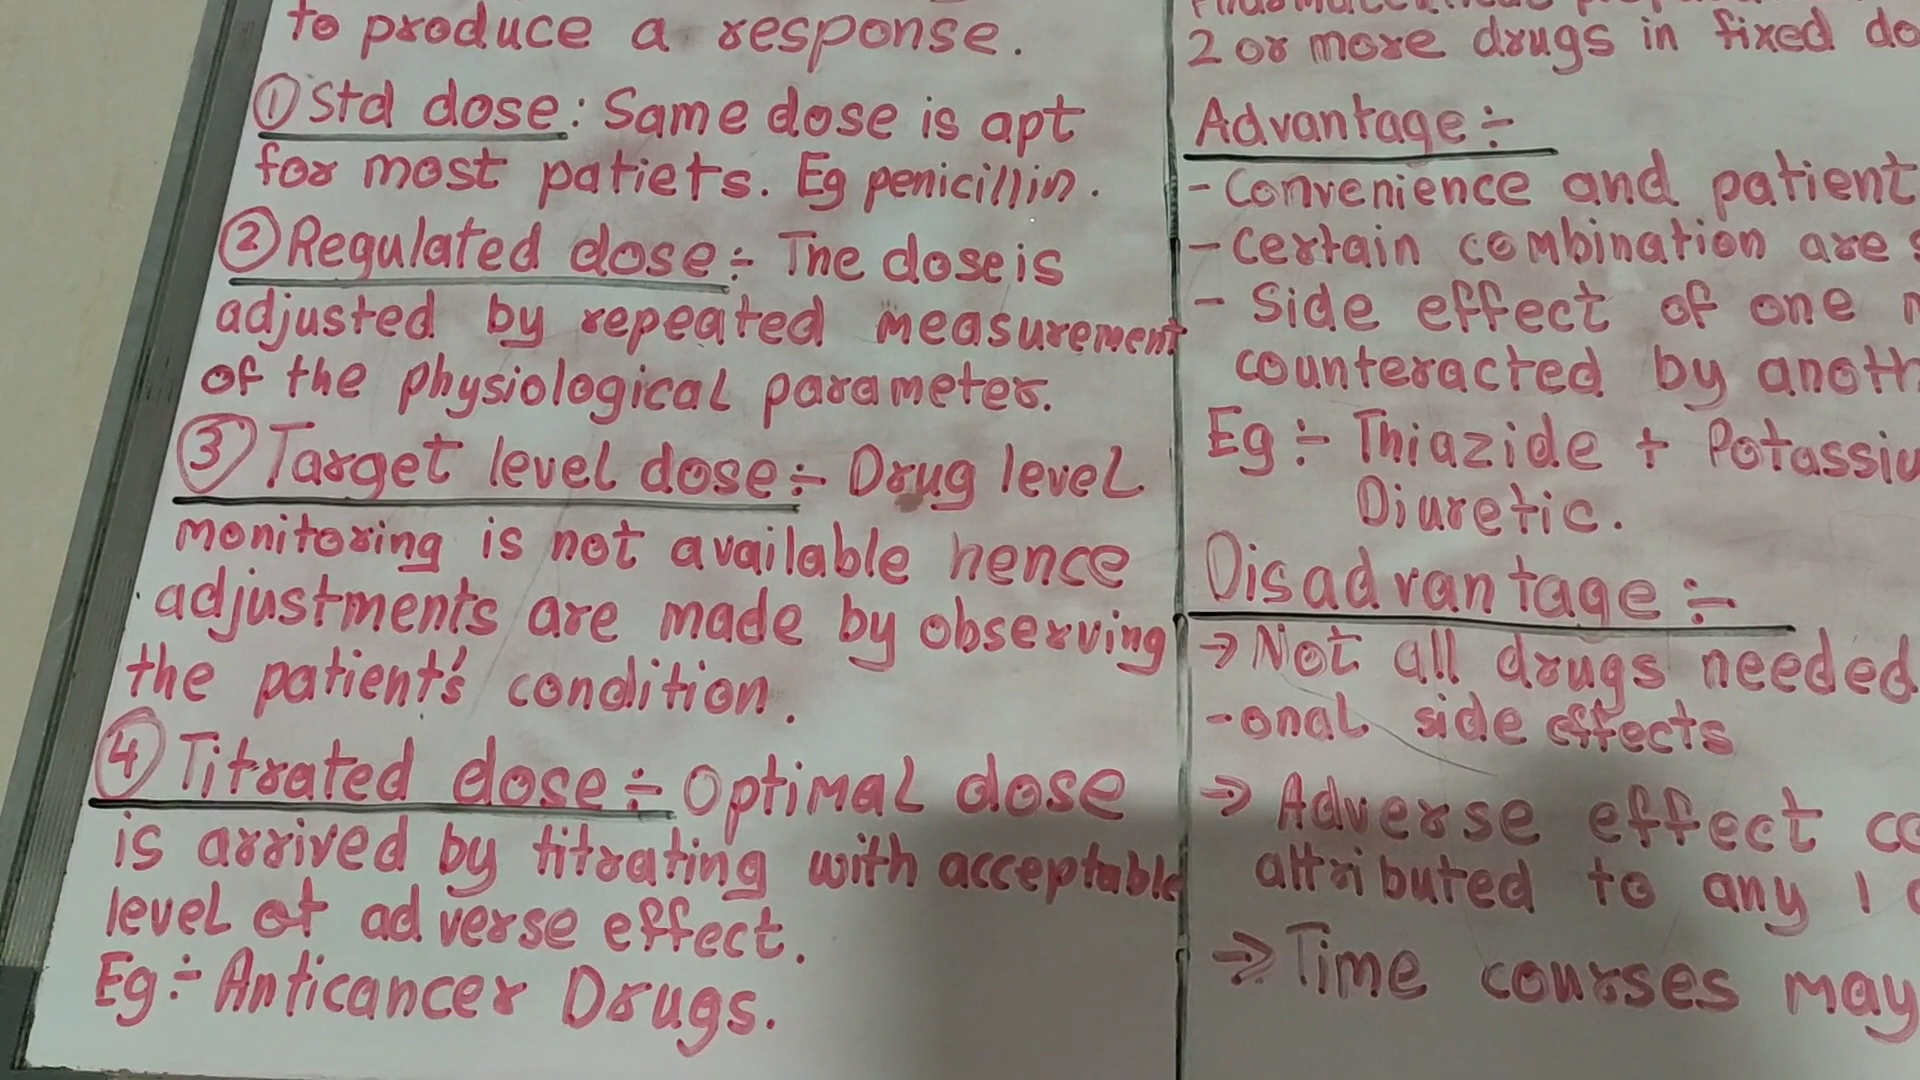 to produce a response.
① Std dose: Same dose is apt
for most patiets. Eg penicillin.
② Regulated dose:- The dose is
adjusted by repeated measurement
of the physiological parameter.
③ Target level dose:- Drug level
monitoring is not available hence
adjustments are made by observing
the patient's condition.
④ Titrated dose:- Optimal dose
is arrived by titrating with acceptable
level of adverse effect.
Eg:- Anticancer Drugs.
2 or more drugs in fixed do
Advantage:-
- Convenience and patient
- Certain combination are s
- Side effect of one
counteracted by anoth
Eg:- Thiazide + Potassiu
Diuretic.
Disadvantage:-
→ Not all drugs needed
-onal side effects
→ Adverse effect co
attributed to any 1
→ Time courses may